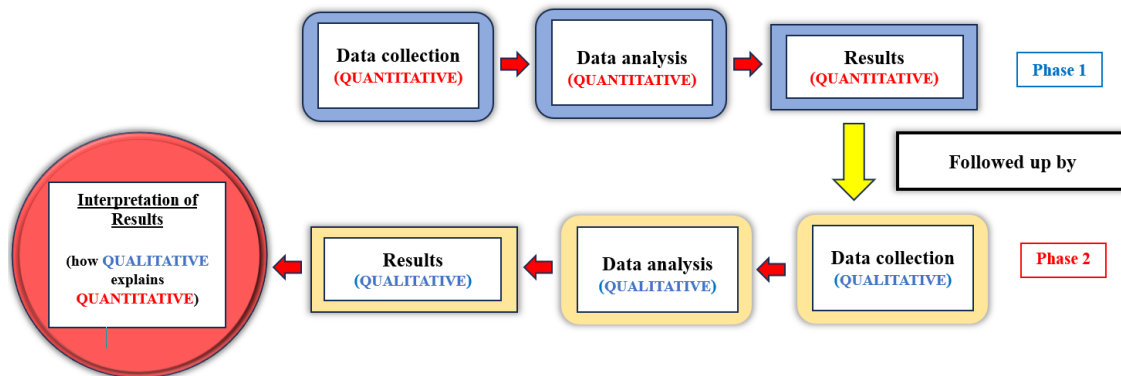 Data collection
(QUANTITATIVE)
Data analysis
(QUANTITATIVE)
Results
(QUANTITATIVE)
Phase 1
Followed up by
Interpretation of
Results
(how QUALITATIVE
explains
QUANTITATIVE)
Results
(QUALITATIVE)
Data analysis
(QUALITATIVE)
Data collection
(QUALITATIVE)
Phase 2